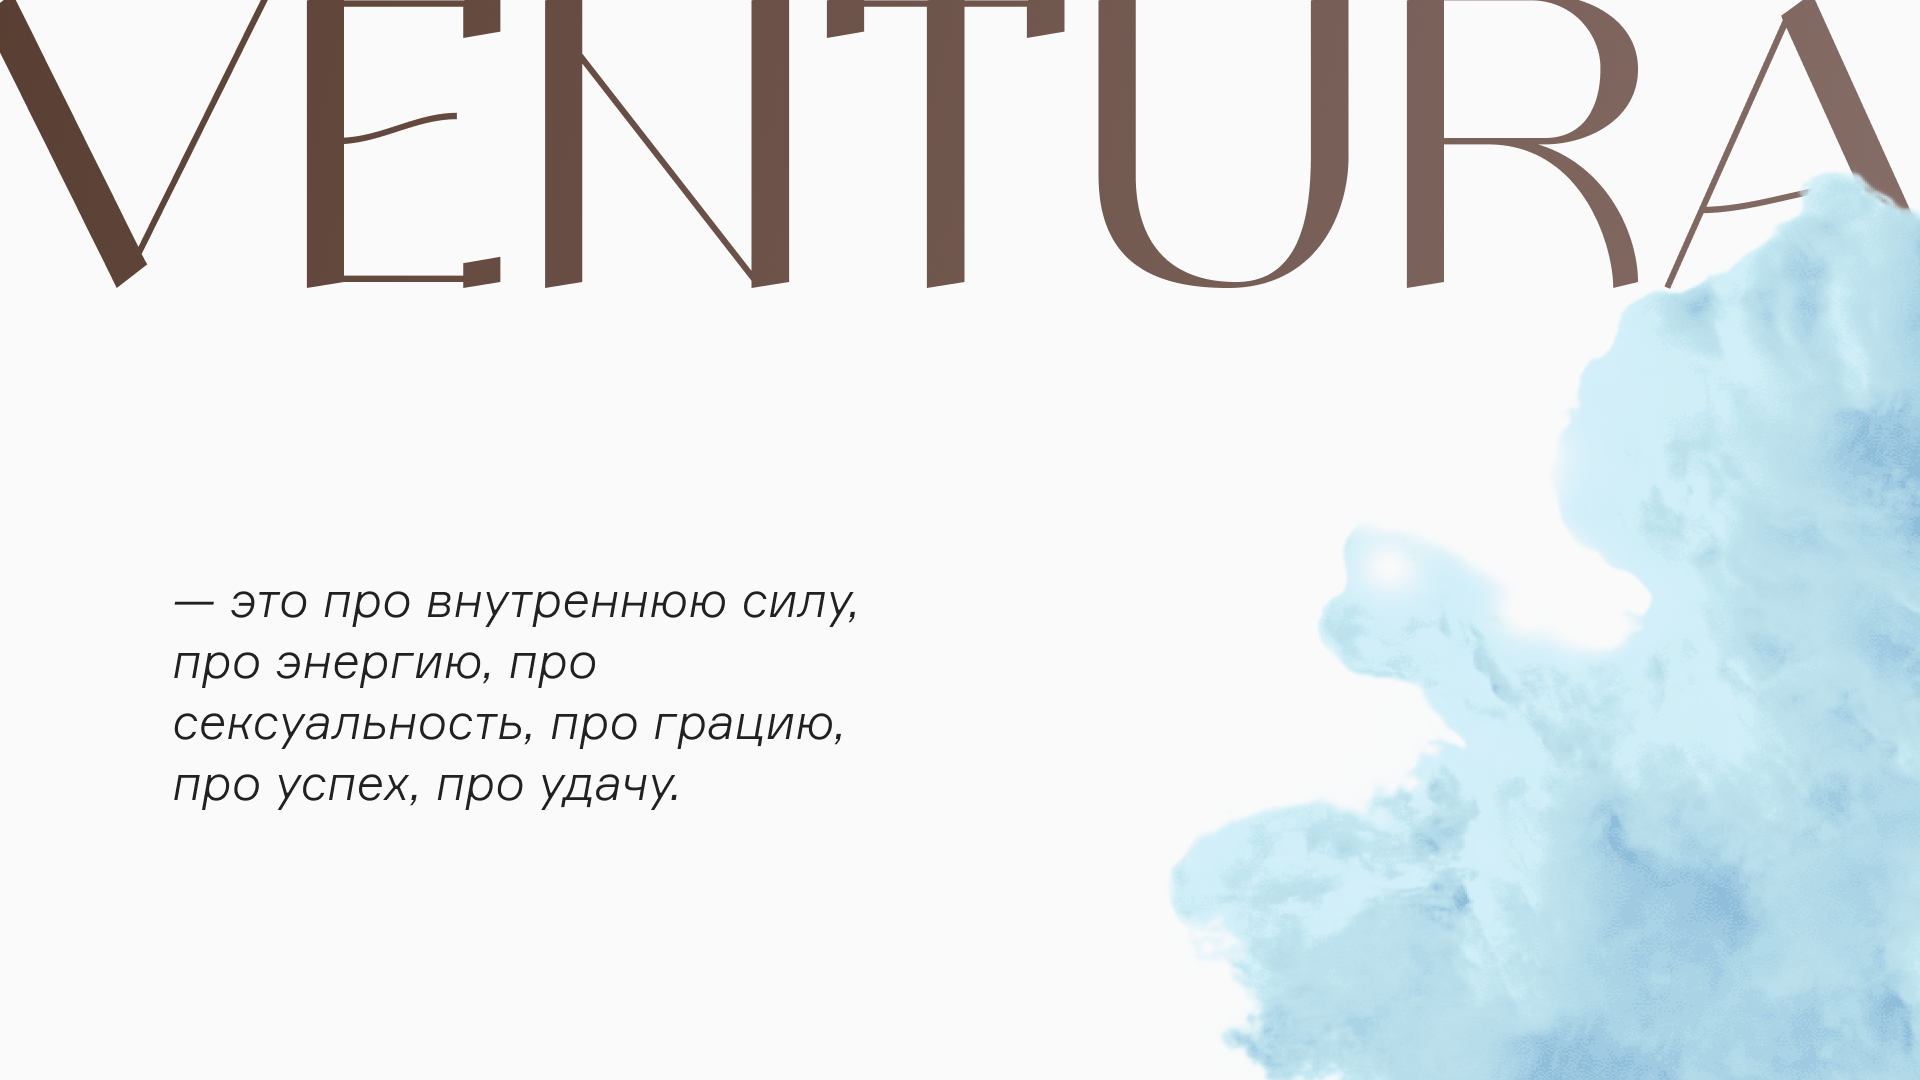 VENTURA
— это про внутреннюю силу,
про энергию, про
сексуальность, про грацию,
про успех, про удачу.